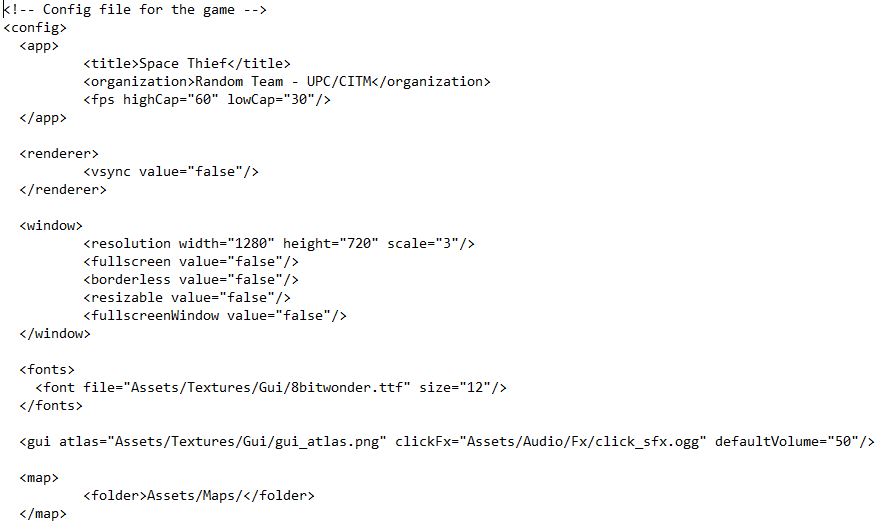 <!-- Config file for the game -->
<config>
  <app>
        <title>Space Thief</title>
        <organization>Random Team - UPC/CITM</organization>
        <fps highCap="60" lowCap="30"/>
  </app>

  <renderer>
        <vsync value="false"/>
  </renderer>

  <window>
        <resolution width="1280" height="720" scale="3"/>
        <fullscreen value="false"/>
        <borderless value="false"/>
        <resizable value="false"/>
        <fullscreenWindow value="false"/>
  </window>

  <fonts>
    <font file="Assets/Textures/Gui/8bitwonder.ttf" size="12"/>
  </fonts>

  <gui atlas="Assets/Textures/Gui/gui_atlas.png" clickFx="Assets/Audio/Fx/click_sfx.ogg" defaultVolume="50"/>

  <map>
        <folder>Assets/Maps/</folder>
  </map>